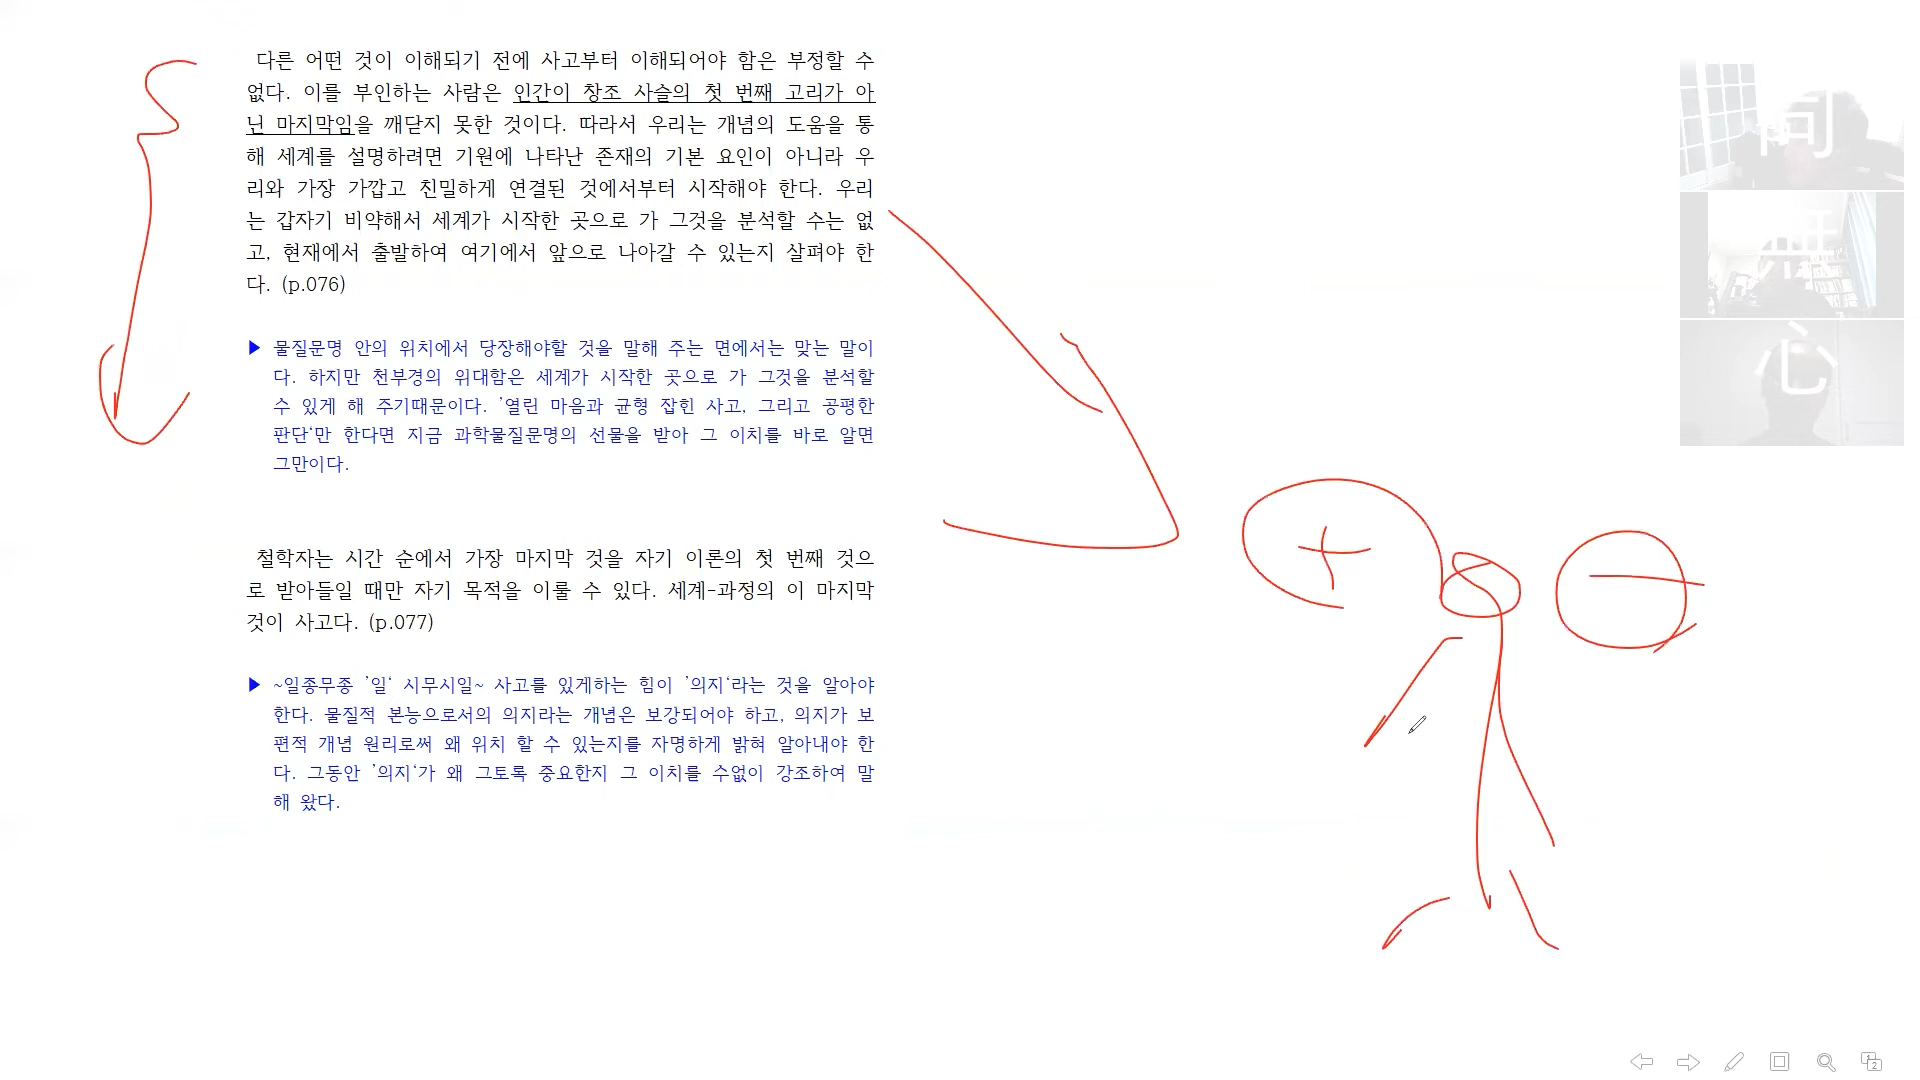 다른 어떤 것이 이해되기 전에 사고부터 이해되어야 함은 부정할 수
없다. 이를 부인하는 사람은 인간이 창조 사슬의 첫 번째 고리가 아
닌 마지막임을 깨닫지 못한 것이다. 따라서 우리는 개념의 도움을 통
해 세계를 설명하려면 기원에 나타난 존재의 기본 요인이 아니라 우
리와 가장 가깝고 친밀하게 연결된 것에서부터 시작해야 한다. 우리
는 갑자기 비약해서 세계가 시작한 곳으로 가 그것을 분석할 수는 없
고, 현재에서 출발하여 여기에서 앞으로 나아갈 수 있는지 살펴야 한
다. (p.076)
▶ 물질문명 안의 위치에서 당장해야할 것을 말해 주는 면에서는 맞는 말이
다. 하지만 천부경의 위대함은 세계가 시작한 곳으로 가 그것을 분석할
수 있게 해 주기때문이다. '열린 마음과 균형 잡힌 사고, 그리고 공평한
판단'만 한다면 지금 과학물질문명의 선물을 받아 그 이치를 바로 알면
그만이다.
철학자는 시간 순에서 가장 마지막 것을 자기 이론의 첫 번째 것으
로 받아들일 때만 자기 목적을 이룰 수 있다. 세계-과정의 이 마지막
것이 사고다. (p.077)
▶ ~일종무종 '일' 시무시일~ 사고를 있게하는 힘이 '의지'라는 것을 알아야
한다. 물질적 본능으로서의 의지라는 개념은 보강되어야 하고, 의지가 보
편적 개념 원리로써 왜 위치 할 수 있는지를 자명하게 밝혀 알아내야 한
다. 그동안 '의지'가 왜 그토록 중요한지 그 이치를 수없이 강조하여 말
해 왔다.
+
−
心